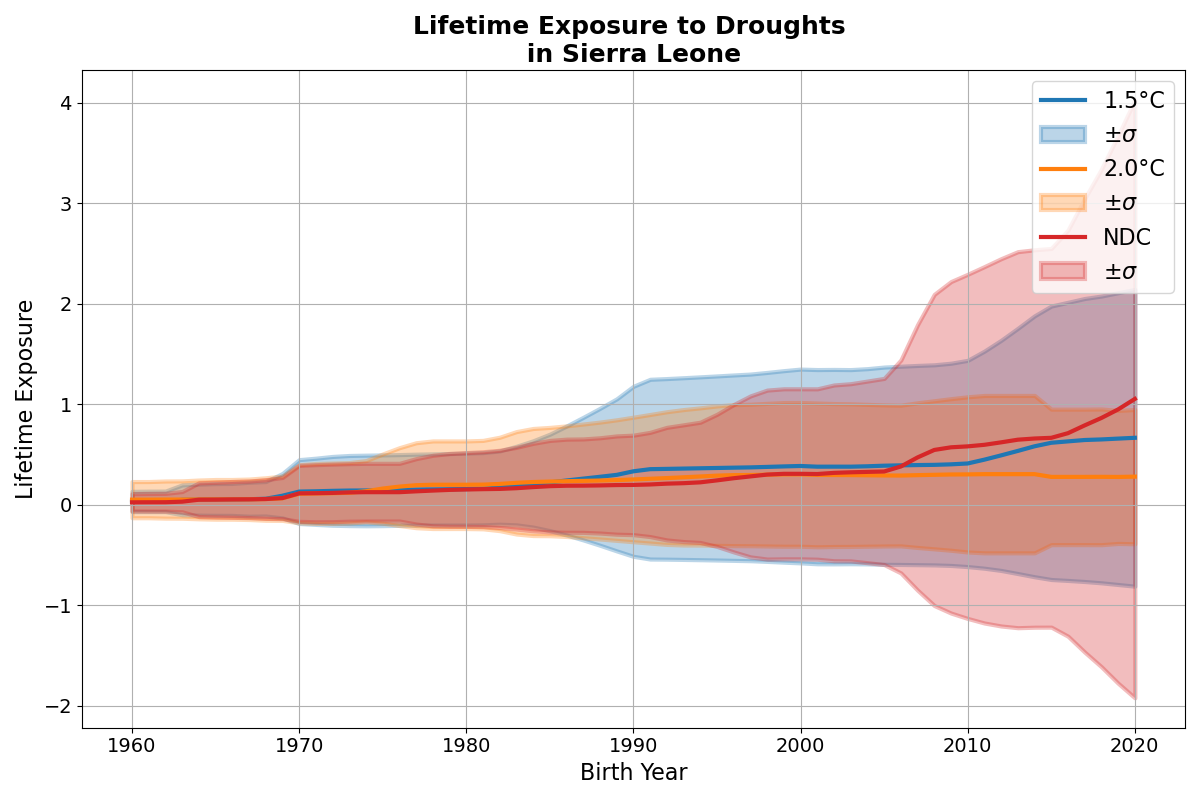 Lifetime Exposure to Droughts
in Sierra Leone
4
3
2
1
0
−1
−2
Lifetime Exposure
1960
1970
1980
1990
2000
2010
2020
Birth Year
1.5°C
±σ
2.0°C
±σ
NDC
±σ